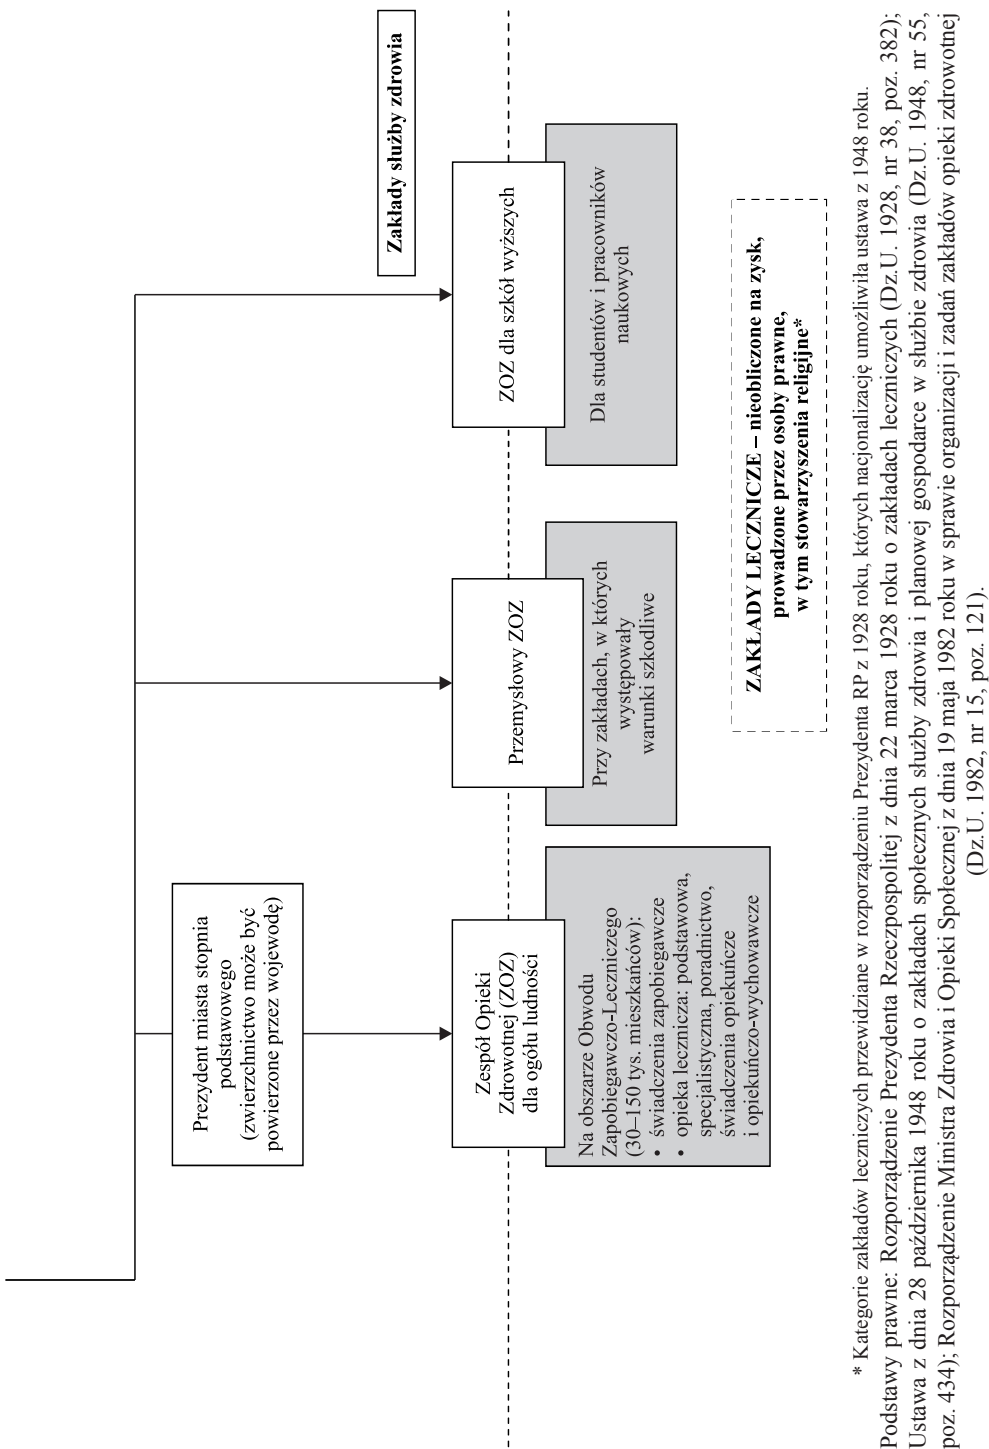 Zakłady służby zdrowia
Prezydent miasta stopnia
podstawowego
(zwierzchnictwo może być
powierzone przez wojewodę)
Zespół Opieki
Zdrowotnej (ZOZ)
dla ogółu ludności
Na obszarze Obwodu
Zapobiegawczo-Leczniczego
(30–150 tys. mieszkańców):
• świadczenia zapobiegawcze
• opieka lecznicza: podstawowa,
specjalistyczna, poradnictwo,
świadczenia opiekuńcze
i opiekuńczo-wychowawcze
Przemysłowy ZOZ
Przy zakładach, w których
występowały
warunki szkodliwe
ZOZ dla szkół wyższych
Dla studentów i pracowników
naukowych
ZAKŁADY LECZNICZE – nieobliczone na zysk,
prowadzone przez osoby prawne,
w tym stowarzyszenia religijne*
* Kategorie zakładów leczniczych przewidziane w rozporządzeniu Prezydenta RP z 1928 roku, których nacjonalizację umożliwiła ustawa z 1948 roku.
Podstawy prawne: Rozporządzenie Prezydenta Rzeczpospolitej z dnia 22 marca 1928 roku o zakładach leczniczych (Dz.U. 1928, nr 38, poz. 382);
Ustawa z dnia 28 października 1948 roku o zakładach społecznych służby zdrowia i planowej gospodarce w służbie zdrowia (Dz.U. 1948, nr 55,
poz. 434); Rozporządzenie Ministra Zdrowia i Opieki Społecznej z dnia 19 maja 1982 roku w sprawie organizacji i zadań zakładów opieki zdrowotnej
(Dz.U. 1982, nr 15, poz. 121).